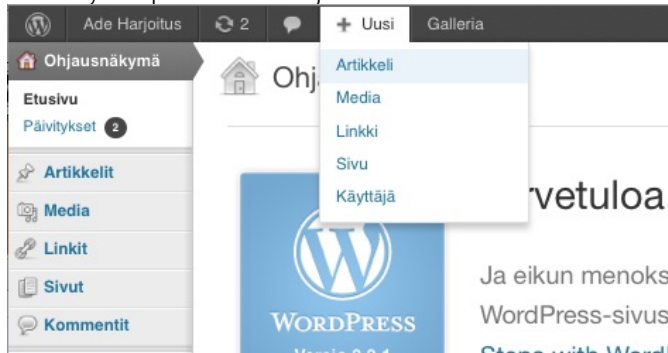 Ade Harjoitus 2 + Uusi Galleria
Ohjausnäkymä
Etusivu
Päivitykset 2
Artikkelit
Media
Linkit
Sivut
Kommentit
Ohj
Artikkeli
Media
Linkki
Sivu
Käyttäjä
rvetuloa
Ja eikun menoks
WordPress-sivus
WORDPRESS